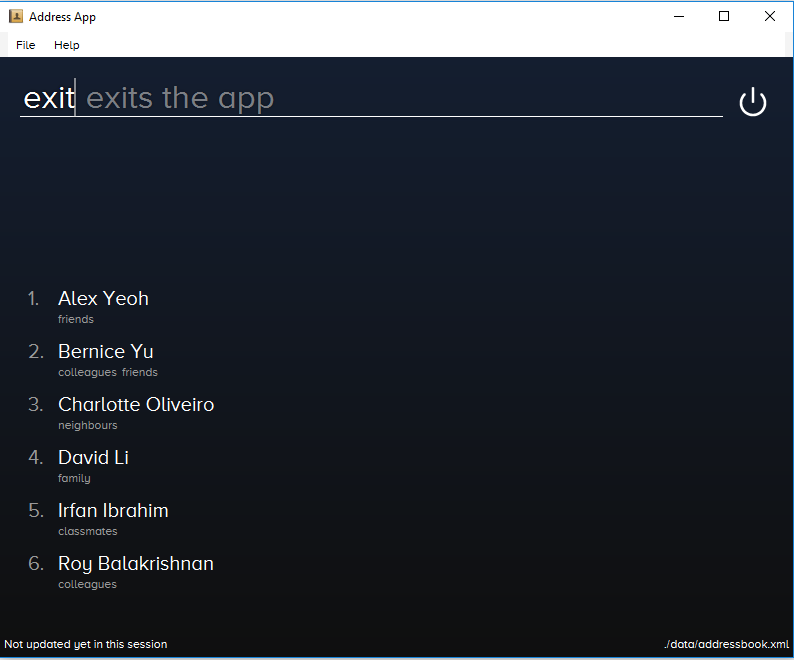 Address App
File Help
exit exits the app
1. Alex Yeoh
friends
2. Bernice Yu
colleagues friends
3. Charlotte Oliveiro
neighbours
4. David Li
family
5. Irfan Ibrahim
classmates
6. Roy Balakrishnan
colleagues
Not updated yet in this session ./data/addressbook.xml